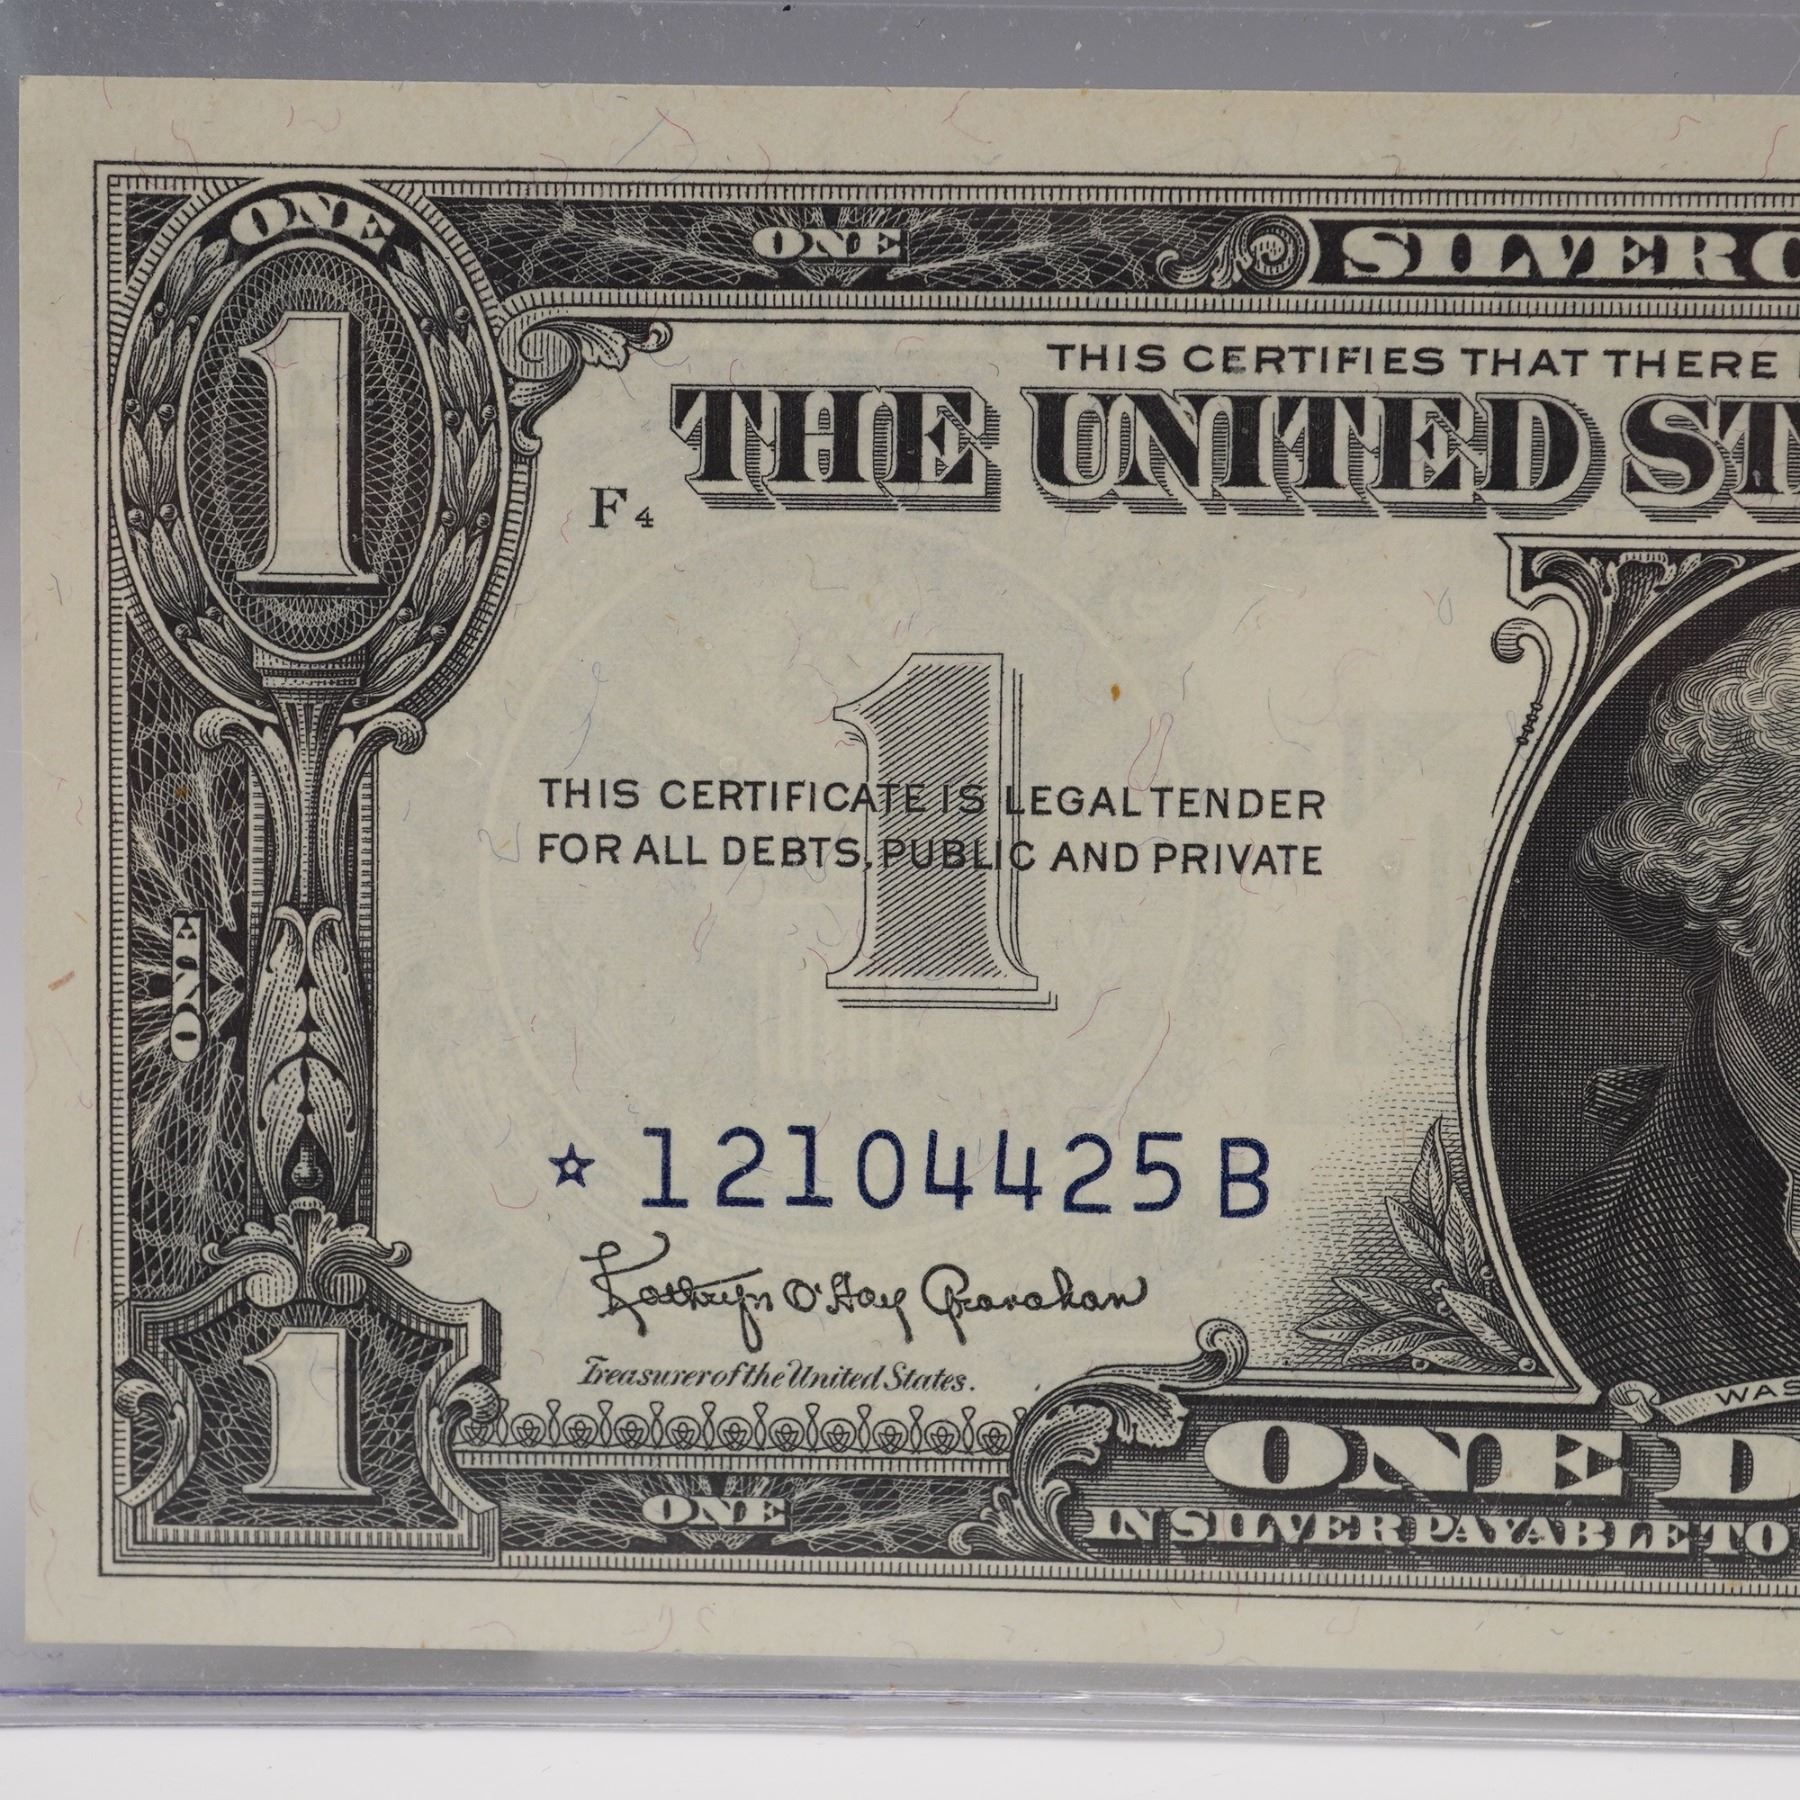 ONE
ONE
SILVER C
1
THIS CERTIFIES THAT THERE
THE UNITED ST
F4
1
THIS CERTIFICATE IS LEGAL TENDER
FOR ALL DEBTS, PUBLIC AND PRIVATE
ONE
☆12104425B
Kathryn O'Hay Granahan
Treasurer of the United States.
WAS
1
ONE D
ONE
IN SILVER PAYABLE TO